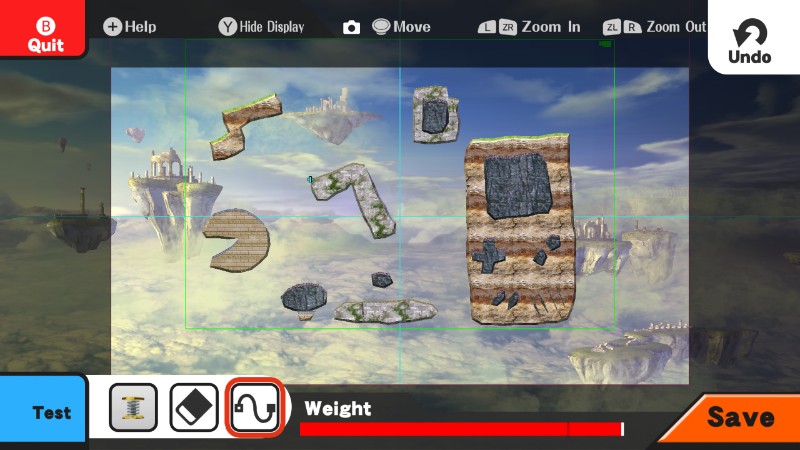 B
Quit
+ Help
Y Hide Display
Move
L ZR Zoom In
ZL R Zoom Out
Undo
Test
Weight
Save